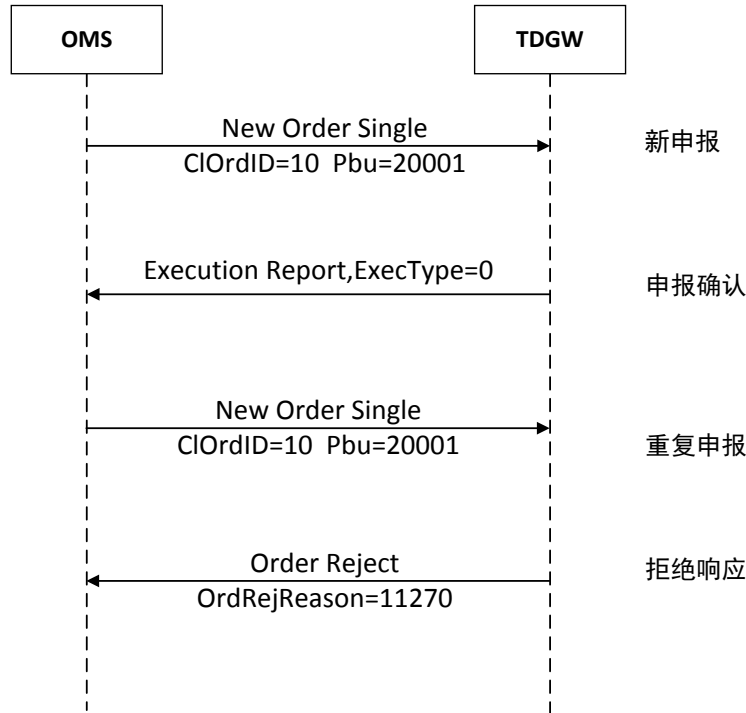 OMS
TDGW
New Order Single
ClOrdID=10 Pbu=20001
新申报
Execution Report,ExecType=0
申报确认
New Order Single
ClOrdID=10 Pbu=20001
重复申报
Order Reject
OrdRejReason=11270
拒绝响应